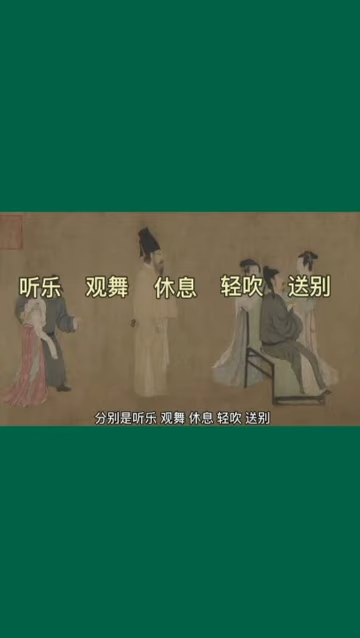 听乐 观舞 休息 轻吹 送别
分别是听乐 观舞 休息 轻吹 送别